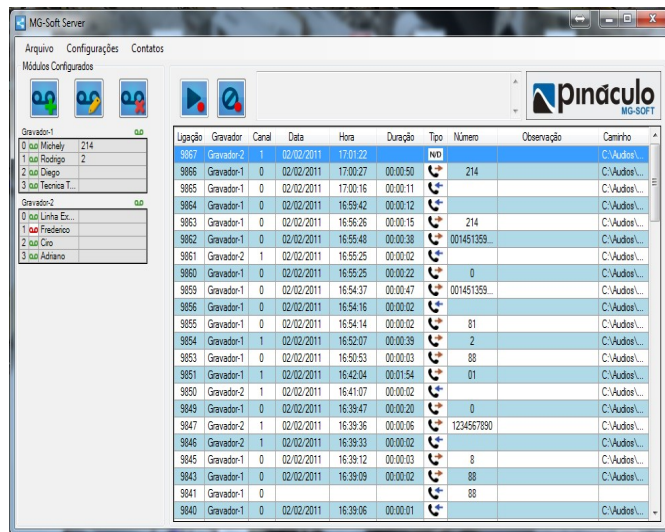 MG-Soft Server
Arquivo Configurações Contatos
Módulos Configurados
pináculo
MG-SOFT
Gravador-1
0 Michely 214
1 Rodrigo 2
2 Diego
3 Tecnica T...
Gravador-2
0 Linha Ex...
1 Frederico
2 Ciro
3 Adriano
Ligação Gravador Canal Data Hora Duração Tipo Número Observação Caminho
9867 Gravador-2 1 02/02/2011 17:01:22 N/D C:\Audios\...
9866 Gravador-1 0 02/02/2011 17:00:27 00:00:50 214 C:\Audios\...
9865 Gravador-1 0 02/02/2011 17:00:16 00:00:11 C:\Audios\...
9864 Gravador-1 0 02/02/2011 16:59:42 00:00:12 C:\Audios\...
9863 Gravador-1 0 02/02/2011 16:56:26 00:00:15 214 C:\Audios\...
9862 Gravador-1 0 02/02/2011 16:55:48 00:00:38 001451359... C:\Audios\...
9861 Gravador-2 1 02/02/2011 16:55:25 00:00:02 C:\Audios\...
9860 Gravador-1 0 02/02/2011 16:55:25 00:00:22 0 C:\Audios\...
9859 Gravador-1 0 02/02/2011 16:54:37 00:00:47 001451359... C:\Audios\...
9856 Gravador-1 0 02/02/2011 16:54:16 00:00:02 C:\Audios\...
9855 Gravador-1 0 02/02/2011 16:54:14 00:00:02 81 C:\Audios\...
9854 Gravador-1 1 02/02/2011 16:52:07 00:00:39 2 C:\Audios\...
9853 Gravador-1 0 02/02/2011 16:50:53 00:00:03 88 C:\Audios\...
9851 Gravador-1 1 02/02/2011 16:42:04 00:01:54 01 C:\Audios\...
9850 Gravador-2 1 02/02/2011 16:41:07 00:00:02 C:\Audios\...
9849 Gravador-1 0 02/02/2011 16:39:47 00:00:20 0 C:\Audios\...
9847 Gravador-2 1 02/02/2011 16:39:36 00:00:06 1234567890 C:\Audios\...
9846 Gravador-2 1 02/02/2011 16:39:33 00:00:02 C:\Audios\...
9845 Gravador-1 0 02/02/2011 16:39:12 00:00:03 8 C:\Audios\...
9843 Gravador-1 0 02/02/2011 16:39:09 00:00:02 88 C:\Audios\...
9841 Gravador-1 0 88 C:\Audios\...
9840 Gravador-1 0 02/02/2011 16:39:06 00:00:01 C:\Audios\...